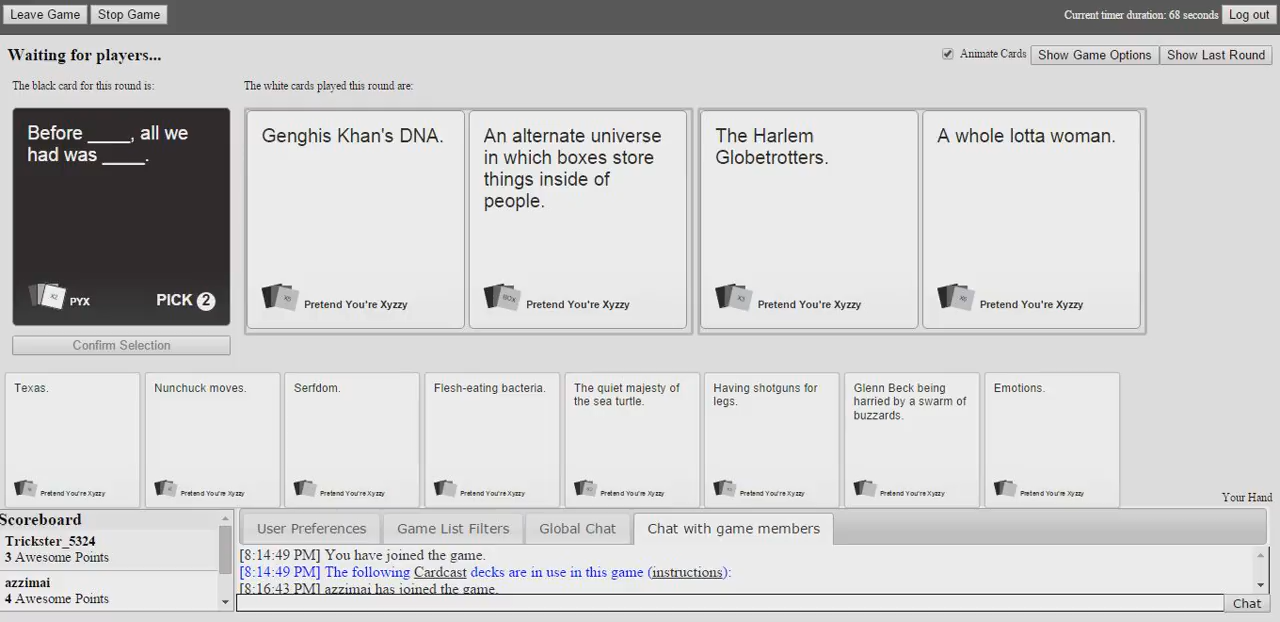 Leave Game
Stop Game
Current timer duration: 68 seconds
Log out
Waiting for players...
Animate Cards
Show Game Options
Show Last Round
The black card for this round is:
The white cards played this round are:
Before ____, all we
had was ____.
PYX
PICK 2
Genghis Khan's DNA.
Pretend You're Xyzzy
An alternate universe
in which boxes store
things inside of
people.
BOX
Pretend You're Xyzzy
The Harlem
Globetrotters.
Pretend You're Xyzzy
A whole lotta woman.
Pretend You're Xyzzy
Confirm Selection
Texas.
Pretend You're Xyzzy
Nunchuck moves.
Pretend You're Xyzzy
Serfdom.
Pretend You're Xyzzy
Flesh-eating bacteria.
Pretend You're Xyzzy
The quiet majesty of
the sea turtle.
Pretend You're Xyzzy
Having shotguns for
legs.
Pretend You're Xyzzy
Glenn Beck being
harried by a swarm of
buzzards.
Pretend You're Xyzzy
Emotions.
Pretend You're Xyzzy
Your Hand
Scoreboard
Trickster_5324
3 Awesome Points
azzimai
4 Awesome Points
User Preferences
Game List Filters
Global Chat
Chat with game members
[8:14:49 PM] You have joined the game.
[8:14:49 PM] The following Cardcast decks are in use in this game (instructions):
[8:16:43 PM] azzimai has joined the game.
Chat